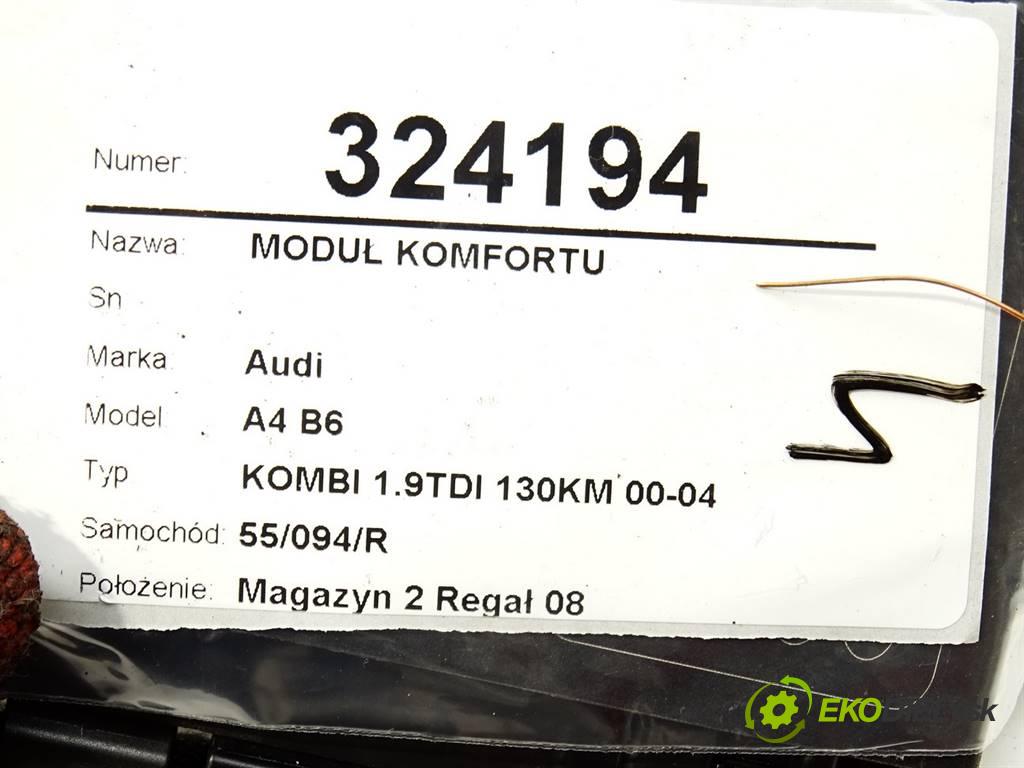 Numer: 324194
Nazwa: MODUŁ KOMFORTU
Sn
Marka Audi
Model A4 B6
Typ KOMBI 1.9TDI 130KM 00-04
Samochód: 55/094/R
Położenie: Magazyn 2 Regał 08